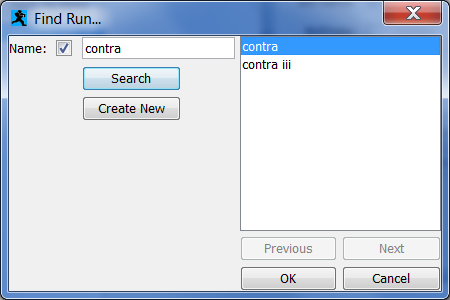 Find Run...
Name: contra
Search
Create New
contra
contra iii
Previous Next
OK Cancel